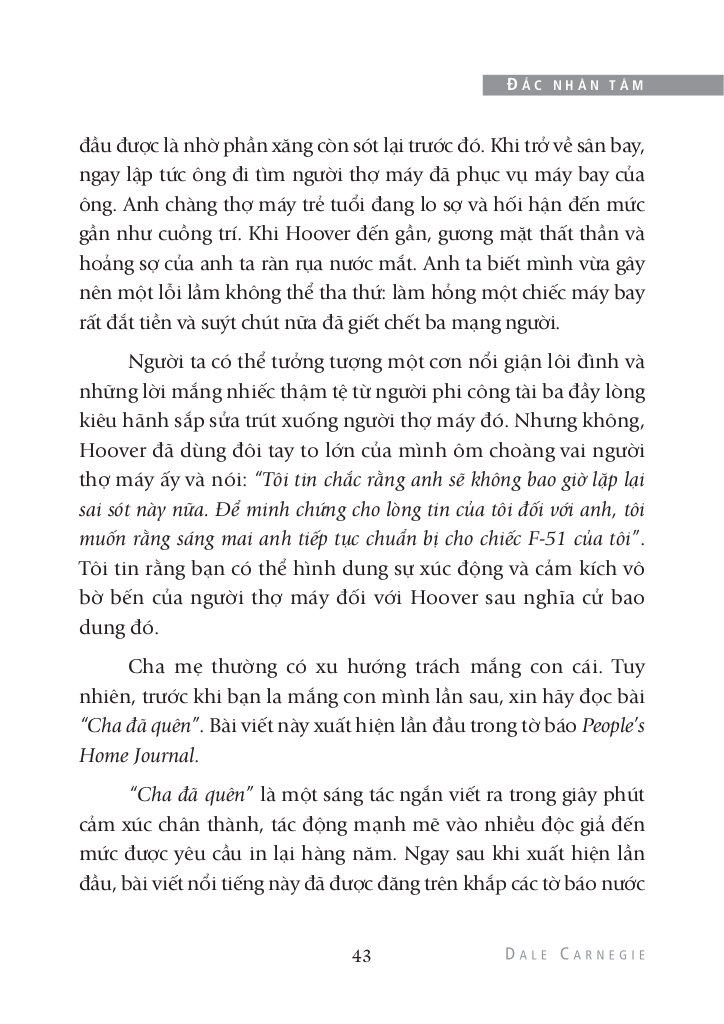 ĐẮC NHÂN TÂM
đầu được là nhờ phần xăng còn sót lại trước đó. Khi trở về sân bay,
ngay lập tức ông đi tìm người thợ máy đã phục vụ máy bay của
ông. Anh chàng thợ máy trẻ tuổi đang lo sợ và hối hận đến mức
gần như cuồng trí. Khi Hoover đến gần, gương mặt thất thần và
hoảng sợ của anh ta ràn rụa nước mắt. Anh ta biết mình vừa gây
nên một lỗi lầm không thể tha thứ: làm hỏng một chiếc máy bay
rất đắt tiền và suýt chút nữa đã giết chết ba mạng người.
Người ta có thể tưởng tượng một cơn nổi giận lôi đình và
những lời mắng nhiếc thậm tệ từ người phi công tài ba đầy lòng
kiêu hãnh sắp sửa trút xuống người thợ máy đó. Nhưng không,
Hoover đã dùng đôi tay to lớn của mình ôm choàng vai người
thợ máy ấy và nói: “Tôi tin chắc rằng anh sẽ không bao giờ lặp lại
sai sót này nữa. Để minh chứng cho lòng tin của tôi đối với anh, tôi
muốn rằng sáng mai anh tiếp tục chuẩn bị cho chiếc F-51 của tôi”.
Tôi tin rằng bạn có thể hình dung sự xúc động và cảm kích vô
bờ bến của người thợ máy đối với Hoover sau nghĩa cử bao
dung đó.
Cha mẹ thường có xu hướng trách mắng con cái. Tuy
nhiên, trước khi bạn la mắng con mình lần sau, xin hãy đọc bài
“Cha đã quên”. Bài viết này xuất hiện lần đầu trong tờ báo People’s
Home Journal.
“Cha đã quên” là một sáng tác ngắn viết ra trong giây phút
cảm xúc chân thành, tác động mạnh mẽ vào nhiều độc giả đến
mức được yêu cầu in lại hàng năm. Ngay sau khi xuất hiện lần
đầu, bài viết nổi tiếng này đã được đăng trên khắp các tờ báo nước
43
DALE CARNEGIE